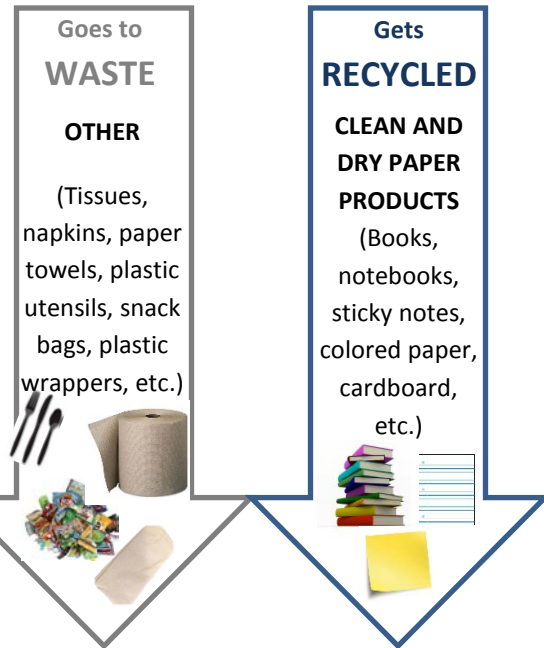 Goes to
WASTE
OTHER
(Tissues,
napkins, paper
towels, plastic
utensils, snack
bags, plastic
wrappers, etc.)
Gets
RECYCLED
CLEAN AND
DRY PAPER
PRODUCTS
(Books,
notebooks,
sticky notes,
colored paper,
cardboard,
etc.)